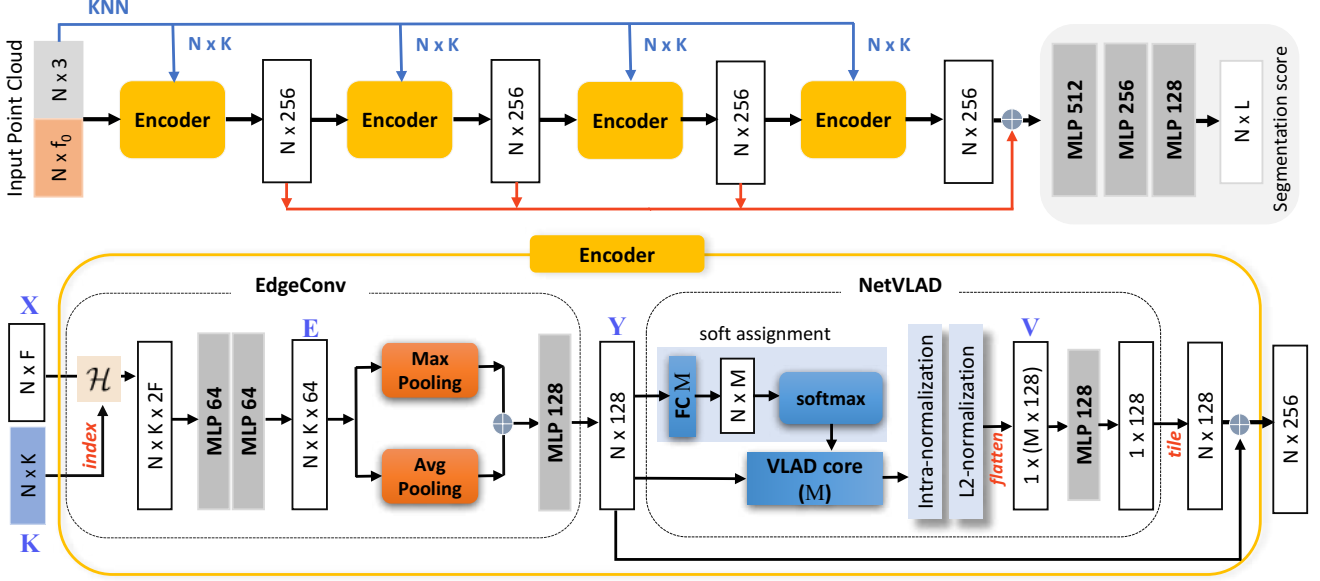 KNN
N x K
N x K
N x K
N x K
Input Point Cloud
N x 3
N x f₀
Encoder
N x 256
Encoder
N x 256
Encoder
N x 256
Encoder
N x 256
MLP 512
MLP 256
MLP 128
N x L
Segmentation score
Encoder
EdgeConv
NetVLAD
X
N x F
N x K
K
ℋ
index
N x K x 2F
MLP 64
MLP 64
E
N x K x 64
Max
Pooling
Avg
Pooling
MLP 128
Y
N x 128
soft assignment
FC M
N x M
softmax
VLAD core
(M)
Intra-normalization
L2-normalization
flatten
V
1 x (M x 128)
MLP 128
1 x 128
tile
N x 128
N x 256